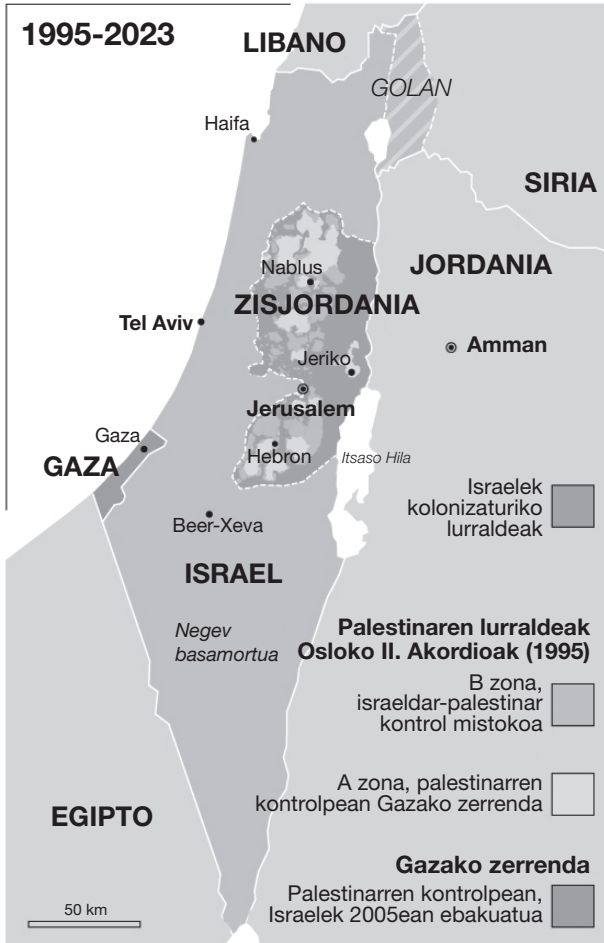 1995-2023
LIBANO
GOLAN
Haifa
SIRIA
Nablus
JORDANIA
ZISJORDANIA
Tel Aviv
Amman
Jeriko
Jerusalem
Gaza
GAZA
Hebron
Itsaso Hila
Israelek
kolonizaturiko
lurraldeak
Beer-Xeva
ISRAEL
Negev
basamortua
Palestinaren lurraldeak
Osloko II. Akordioak (1995)
B zona,
israeldar-palestinar
kontrol mistokoa
A zona, palestinarren
kontrolpean Gazako zerrenda
EGIPTO
Gazako zerrenda
Palestinarren kontrolpean,
Israelek 2005ean ebakuatua
50 km